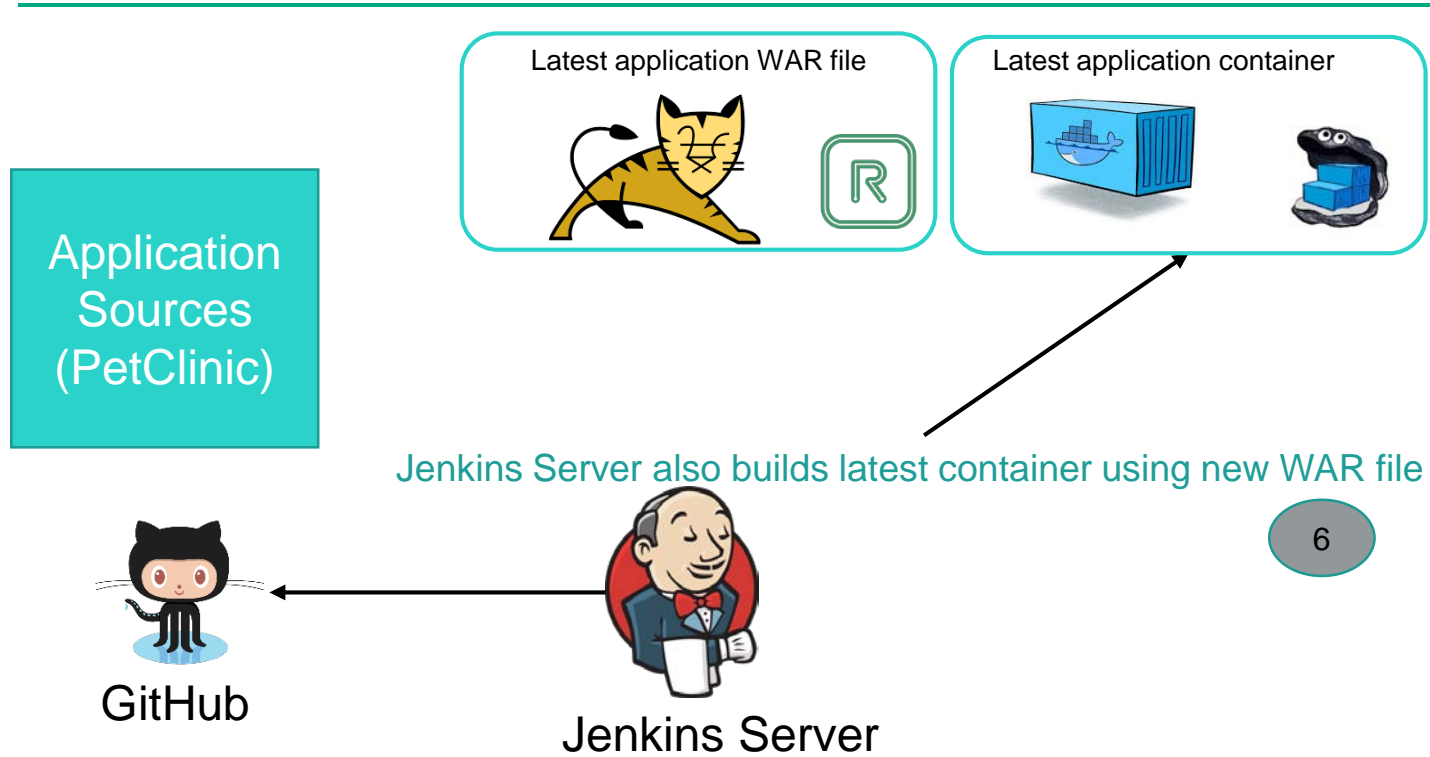 Latest application WAR file
Latest application container
R
Application
Sources
(PetClinic)
Jenkins Server also builds latest container using new WAR file
6
GitHub
Jenkins Server